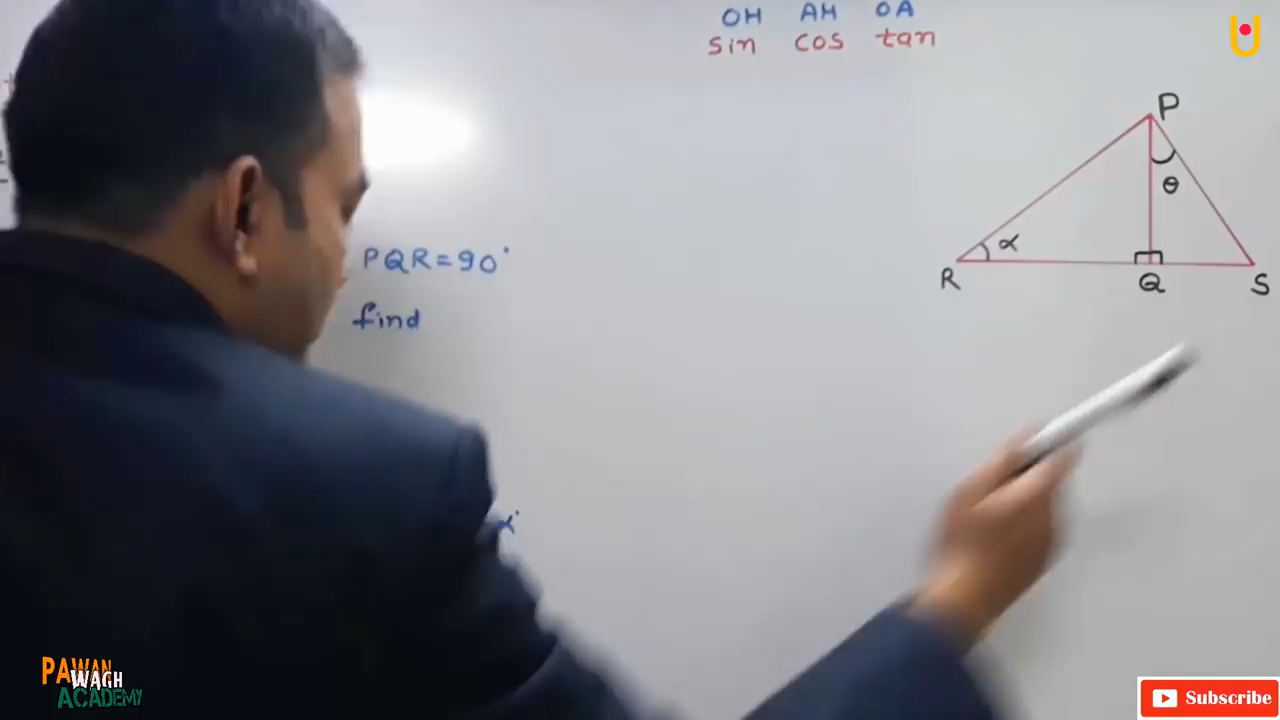 OH AH OA
sin cos tan
P
θ
α
R Q S
PQR=90°
find
PAWAN
WAGH
ACADEMY
Subscribe